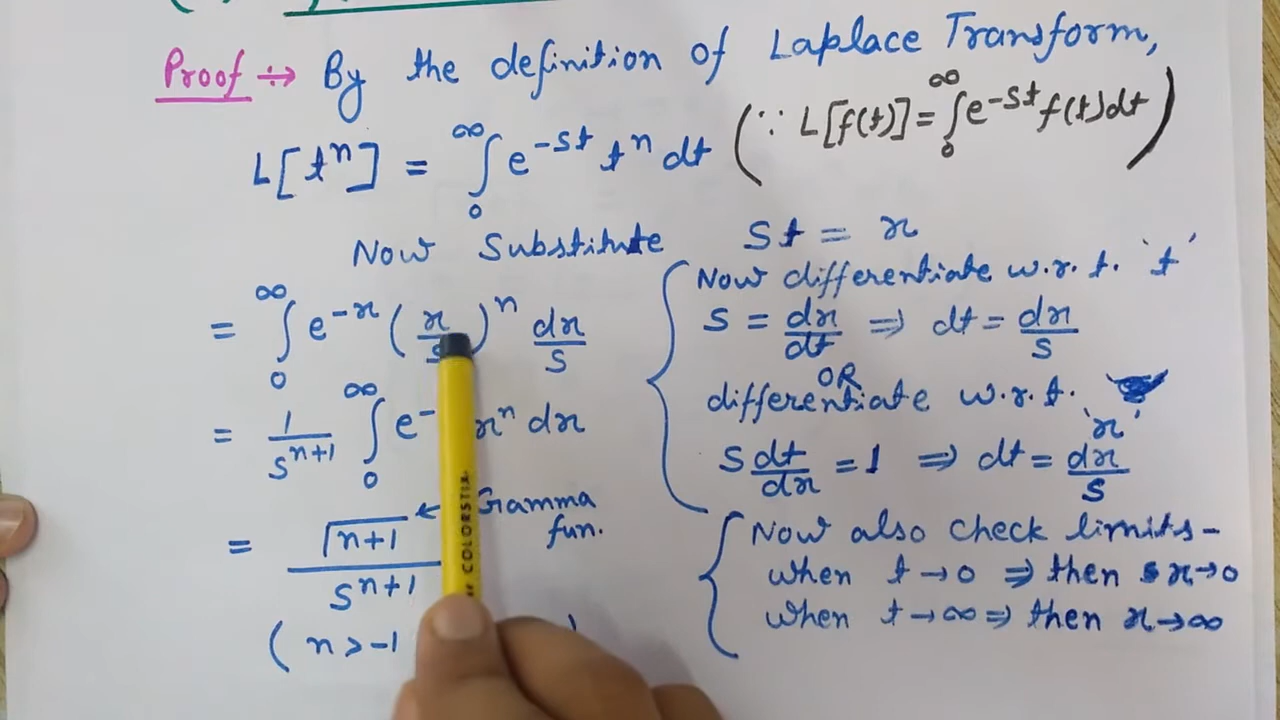 Proof ÷→ By the definition of Laplace Transform,
L[tⁿ] = ∫₀^∞ e^-st tⁿ dt (∵ L[f(t)] = ∫₀^∞ e^-st f(t) dt)
Now Substitute st = x
= ∫₀^∞ e^-x (x/s)ⁿ dx/s
= 1/s^n+1 ∫₀^∞ e^- xⁿ dx
= √n+1 / s^n+1 ← Gamma fun.
( n > -1 )
Now differentiate w.r.t. 't'
s = dx/dt ⇒ dt = dx/s
OR
differentiate w.r.t. 'x'
s dt/dx = 1 ⇒ dt = dx/s
Now also check limits -
when t → 0 ⇒ then x → 0
when t → ∞ ⇒ then x → ∞
COLORSTIX